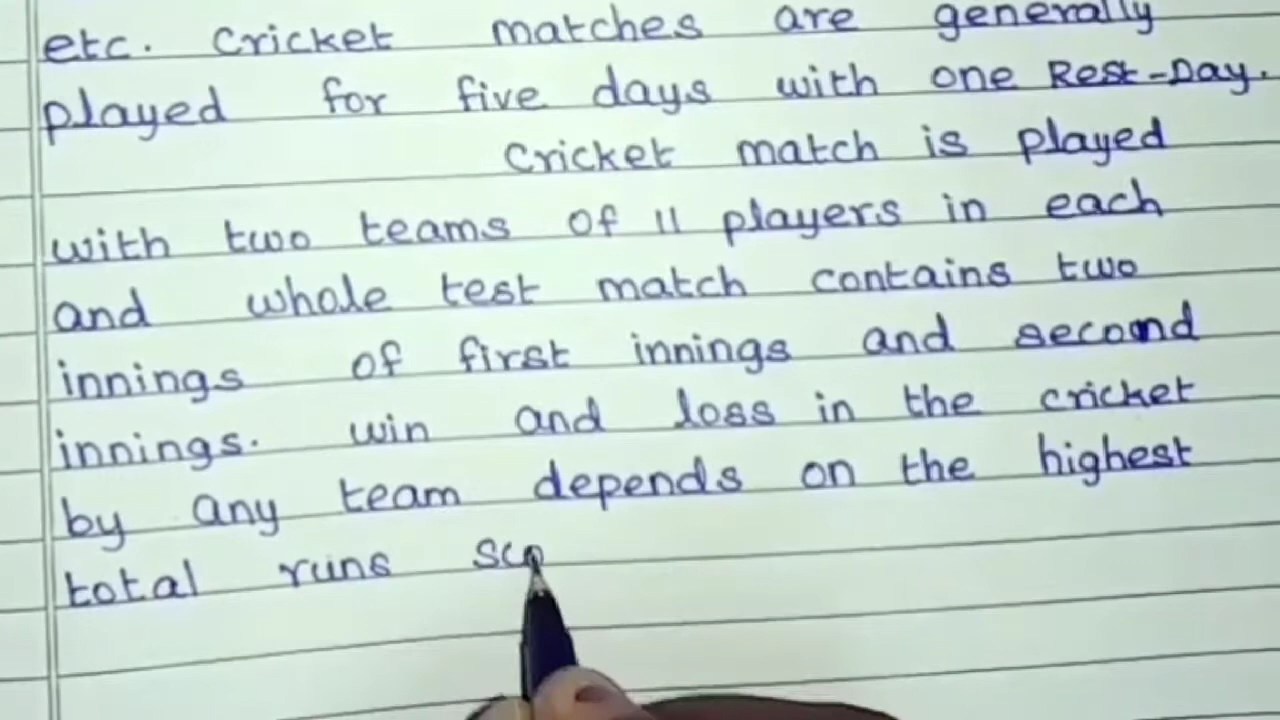 etc. Cricket matches are generally
played for five days with one Rest-Day.
Cricket match is played
with two teams of 11 players in each
and whole test match contains two
innings of first innings and second
innings. win and loss in the cricket
by any team depends on the highest
total runs sco